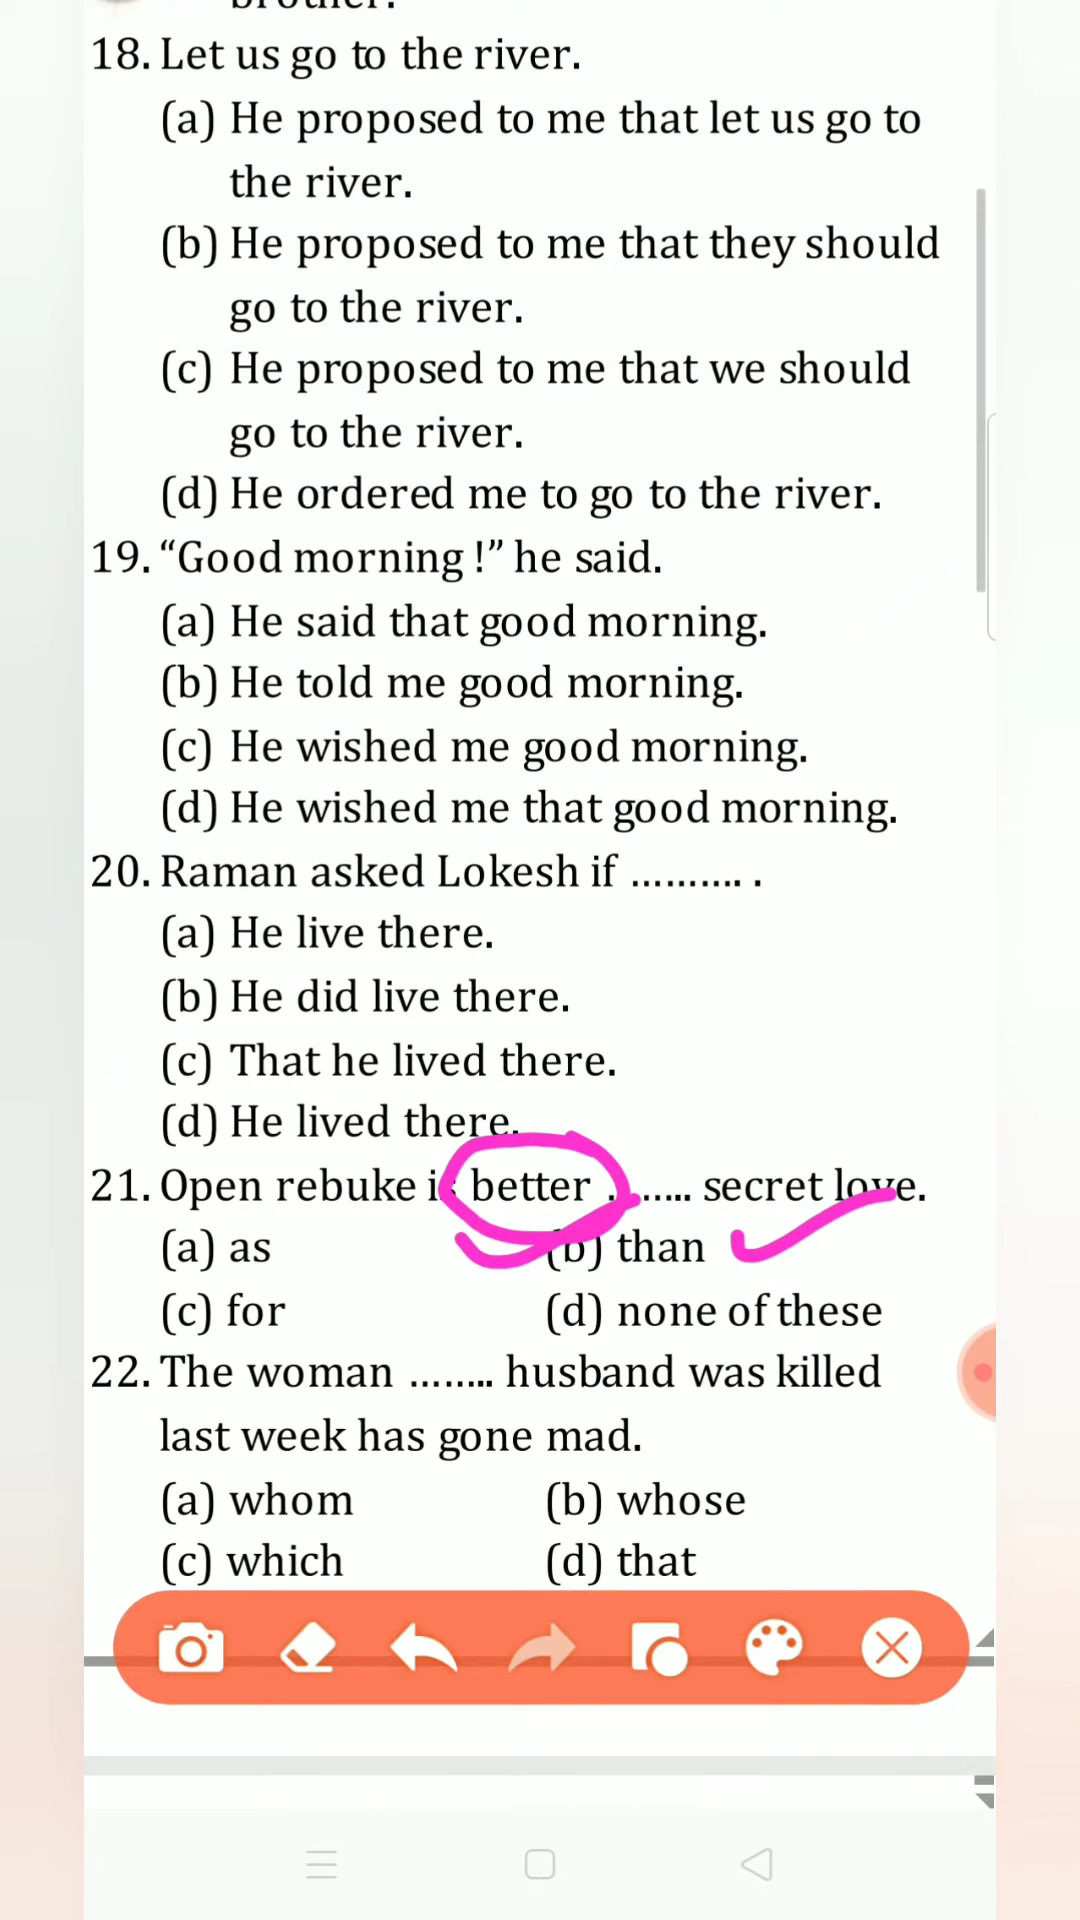 brother.
18. Let us go to the river.
(a) He proposed to me that let us go to
the river.
(b) He proposed to me that they should
go to the river.
(c) He proposed to me that we should
go to the river.
(d) He ordered me to go to the river.
19. “Good morning !” he said.
(a) He said that good morning.
(b) He told me good morning.
(c) He wished me good morning.
(d) He wished me that good morning.
20. Raman asked Lokesh if .......... .
(a) He live there.
(b) He did live there.
(c) That he lived there.
(d) He lived there.
21. Open rebuke is better ........ secret love.
(a) as (b) than
(c) for (d) none of these
22. The woman ........ husband was killed
last week has gone mad.
(a) whom (b) whose
(c) which (d) that